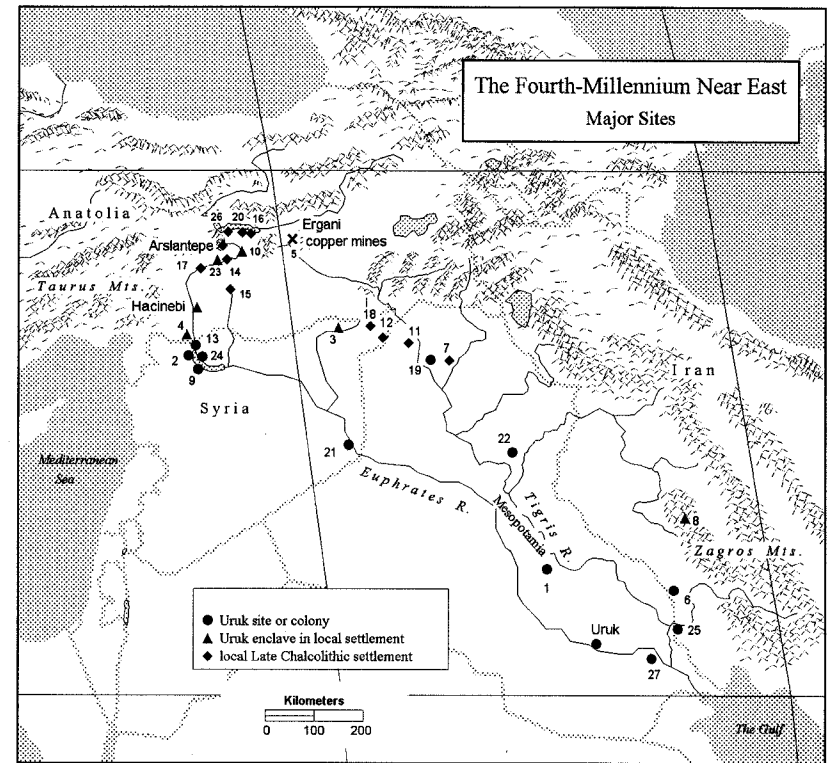 The Fourth-Millennium Near East
Major Sites
Anatolia
26
20
16
Ergani
copper mines
Arslantepe
10
5
17
23
14
Taurus Mts.
15
Hacinebi
18
4
12
11
13
3
7
2
24
19
9
Iran
Syria
22
21
Mediterranean
Sea
Euphrates R.
Tigris R.
Mesopotamia
8
Zagros Mts.
1
6
Uruk site or colony
Uruk enclave in local settlement
local Late Chalcolithic settlement
Uruk
25
27
Kilometers
0 100 200
The Gulf